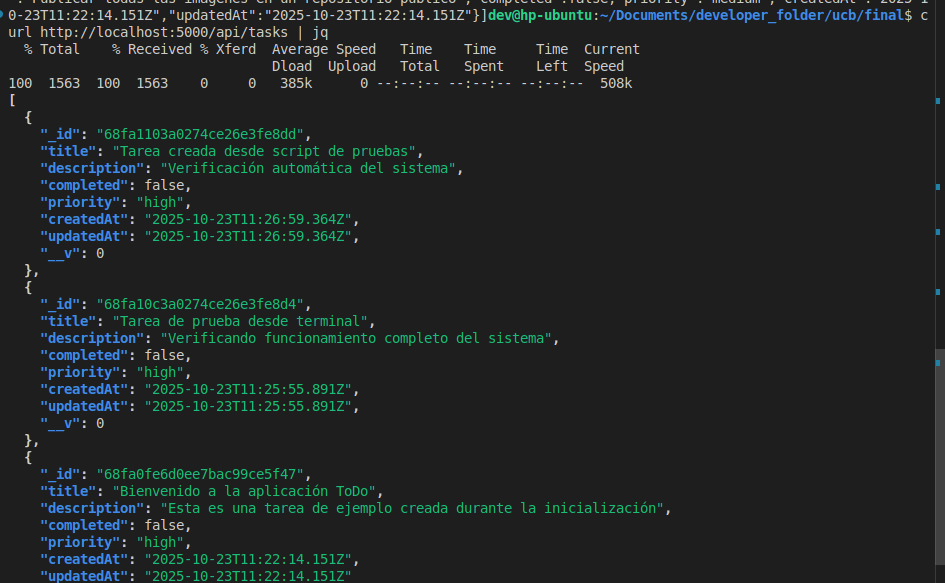 "Publicar todas las imágenes en un repositorio público","completed":false,"priority":"medium","createdAt":"2025-1
0-23T11:22:14.151Z","updatedAt":"2025-10-23T11:22:14.151Z"}]dev@hp-ubuntu:~/Documents/developer_folder/ucb/final$ c
url http://localhost:5000/api/tasks | jq
  % Total    % Received % Xferd  Average Speed   Time    Time     Time  Current
                                 Dload  Upload   Total   Spent    Left  Speed
100  1563  100  1563    0     0   385k      0 --:--:-- --:--:-- --:--:--  508k
[
  {
    "_id": "68fa1103a0274ce26e3fe8dd",
    "title": "Tarea creada desde script de pruebas",
    "description": "Verificación automática del sistema",
    "completed": false,
    "priority": "high",
    "createdAt": "2025-10-23T11:26:59.364Z",
    "updatedAt": "2025-10-23T11:26:59.364Z",
    "__v": 0
  },
  {
    "_id": "68fa10c3a0274ce26e3fe8d4",
    "title": "Tarea de prueba desde terminal",
    "description": "Verificando funcionamiento completo del sistema",
    "completed": false,
    "priority": "high",
    "createdAt": "2025-10-23T11:25:55.891Z",
    "updatedAt": "2025-10-23T11:25:55.891Z",
    "__v": 0
  },
  {
    "_id": "68fa0fe6d0ee7bac99ce5f47",
    "title": "Bienvenido a la aplicación ToDo",
    "description": "Esta es una tarea de ejemplo creada durante la inicialización",
    "completed": false,
    "priority": "high",
    "createdAt": "2025-10-23T11:22:14.151Z",
    "updatedAt": "2025-10-23T11:22:14.151Z"